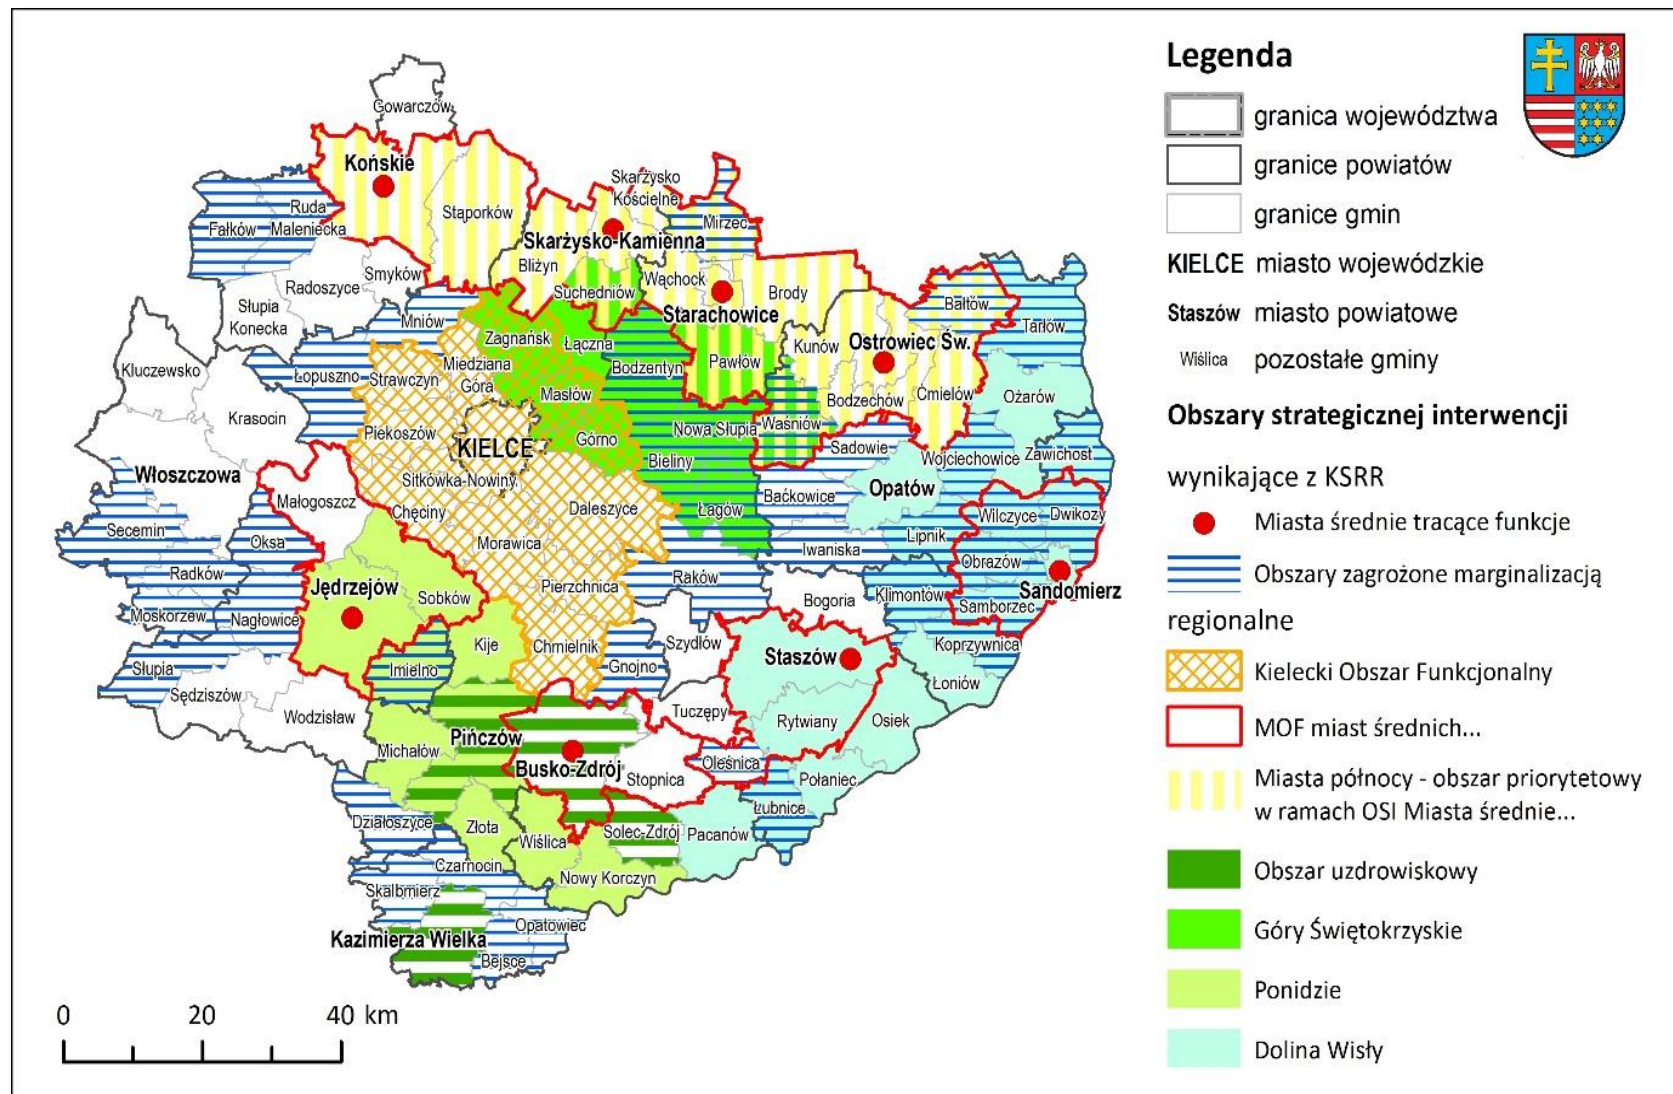 Gowarczów
Końskie
Stąporków
Ruda
Maleniecka
Fałków
Smyków
Radoszyce
Słupia
Konecka
Skarżysko
Kościelne
Skarżysko-Kamienna
Mirzec
Bliżyn
Suchedniów
Wąchock
Brody
Starachowice
Bałtów
Tarłów
Mniów
Zagnańsk
Łączna
Bodzentyn
Pawłów
Kunów
Ostrowiec Św.
Kluczewsko
Łopuszno
Strawczyn
Miedziana
Góra
Masłów
Bodzechów
Ćmielów
Ożarów
Krasocin
Piekoszów
KIELCE
Górno
Nowa Słupia
Waśniów
Sadowie
Wojciechowice
Zawichost
Bieliny
Włoszczowa
Małogoszcz
Sitkówka-Nowiny
Chęciny
Daleszyce
Łagów
Baćkowice
Opatów
Wilczyce
Dwikozy
Secemin
Oksa
Morawica
Iwaniska
Lipnik
Obrazów
Radków
Jędrzejów
Sobków
Pierzchnica
Raków
Bogoria
Klimontów
Sandomierz
Samborzec
Moskorzew
Nagłowice
Kije
Chmielnik
Szydłów
Koprzywnica
Słupia
Imielno
Gnojno
Staszów
Łoniów
Sędziszów
Wodzisław
Tuczępy
Rytwiany
Osiek
Michałów
Pińczów
Busko-Zdrój
Stopnica
Oleśnica
Połaniec
Działoszyce
Złota
Wiślica
Solec-Zdrój
Pacanów
Łubnice
Czarnocin
Nowy Korczyn
Skalbmierz
Opatowiec
Kazimierza Wielka
Bejsce
0 20 40 km
Legenda
granica województwa
granice powiatów
granice gmin
KIELCE miasto wojewódzkie
Staszów miasto powiatowe
Wiślica pozostałe gminy
Obszary strategicznej interwencji
wynikające z KSRR
Miasta średnie tracące funkcje
Obszary zagrożone marginalizacją
regionalne
Kielecki Obszar Funkcjonalny
MOF miast średnich...
Miasta północy - obszar priorytetowy
w ramach OSI Miasta średnie...
Obszar uzdrowiskowy
Góry Świętokrzyskie
Ponidzie
Dolina Wisły